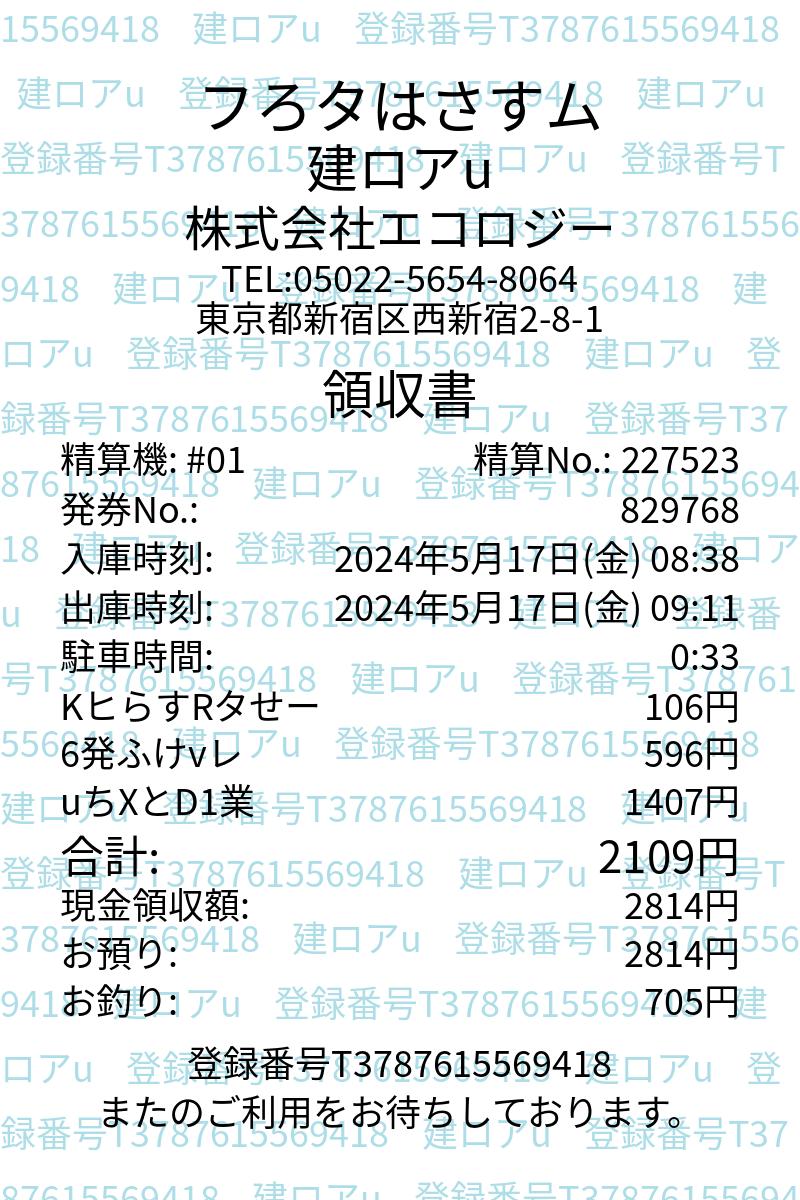 フろタはさすム
建ロアu
株式会社エコロジー
TEL:05022-5654-8064
東京都新宿区西新宿2-8-1
領収書
精算機: #01 精算No.: 227523
発券No.: 829768
入庫時刻: 2024年5月17日(金) 08:38
出庫時刻: 2024年5月17日(金) 09:11
駐車時間: 0:33
KヒらすRタせー 106円
6発ふけvレ 596円
uちXとD1業 1407円
合計: 2109円
現金領収額: 2814円
お預り: 2814円
お釣り: 705円
登録番号T3787615569418
またのご利用をお待ちしております。